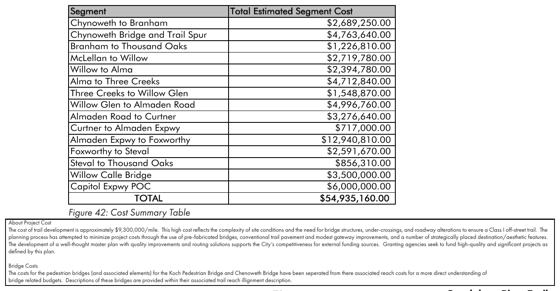 Segment Total Estimated Segment Cost
Chynoweth to Branham $2,689,250.00
Chynoweth Bridge and Trail Spur $4,763,640.00
Branham to Thousand Oaks $1,226,810.00
McLellan to Willow $2,719,780.00
Willow to Alma $2,394,780.00
Alma to Three Creeks $4,712,840.00
Three Creeks to Willow Glen $1,548,870.00
Willow Glen to Almaden Road $4,996,760.00
Almaden Road to Curtner $3,276,640.00
Curtner to Almaden Expwy $717,000.00
Almaden Expwy to Foxworthy $12,940,810.00
Foxworthy to Steval $2,591,670.00
Steval to Thousand Oaks $856,310.00
Willow Calle Bridge $3,500,000.00
Capitol Expwy POC $6,000,000.00
TOTAL $54,935,160.00
Figure 42: Cost Summary Table
About Project Cost
The cost of trail development is approximately $9,300,000/mile. This high cost reflects the complexity of site conditions and the need for bridge structures, under-crossings, and roadway alterations to ensure a Class I off-street trail. The
planning process has attempted to minimize project costs through the use of pre-fabricated bridges, conventional trail pavement and modest gateway improvements, and a number of strategically placed destination/aesthetic features.
The development of a well-thought master plan with quality improvements and routing solutions supports the City's competitiveness for external funding sources. Granting agencies seek to fund high-quality and significant projects as
defined by this plan.
Bridge Costs
The costs for the pedestrian bridges (and associated elements) for the Koch Pedestrian Bridge and Chenoweth Bridge have been seperated from there associated reach costs for a more direct understanding of
bridge related budgets. Descriptions of these bridges are provided within their associated trail reach illignment description.